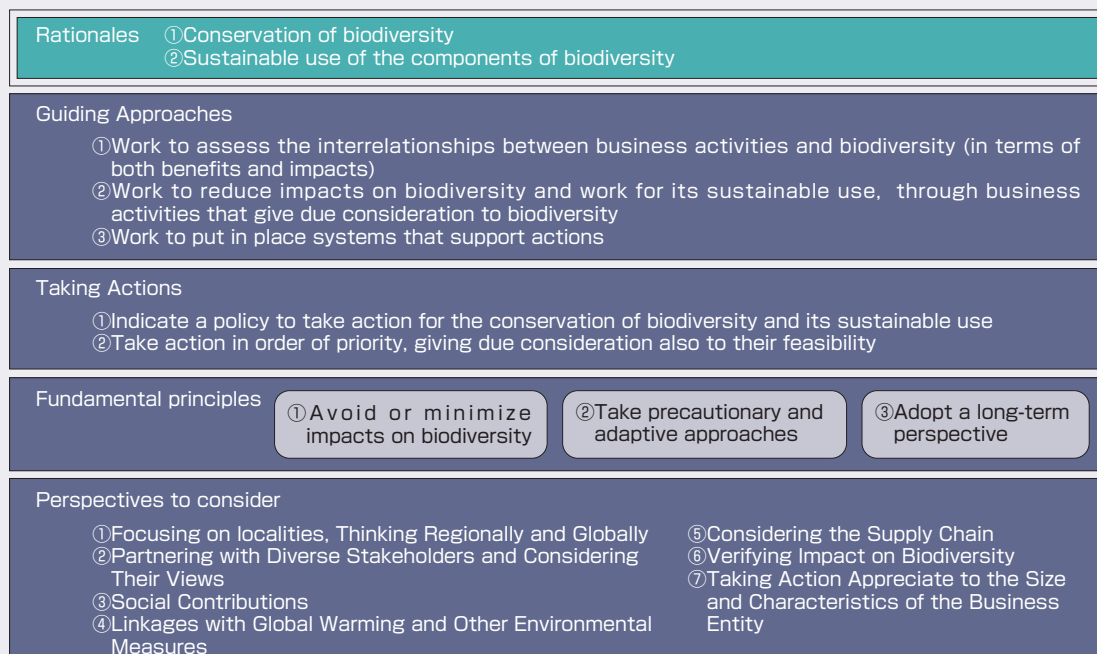 Rationales ①Conservation of biodiversity
②Sustainable use of the components of biodiversity
Guiding Approaches
①Work to assess the interrelationships between business activities and biodiversity (in terms of
both benefits and impacts)
②Work to reduce impacts on biodiversity and work for its sustainable use, through business
activities that give due consideration to biodiversity
③Work to put in place systems that support actions
Taking Actions
①Indicate a policy to take action for the conservation of biodiversity and its sustainable use
②Take action in order of priority, giving due consideration also to their feasibility
Fundamental principles
①Avoid or minimize
impacts on biodiversity
②Take precautionary and
adaptive approaches
③Adopt a long-term
perspective
Perspectives to consider
①Focusing on localities, Thinking Regionally and Globally
②Partnering with Diverse Stakeholders and Considering
Their Views
③Social Contributions
④Linkages with Global Warming and Other Environmental
Measures
⑤Considering the Supply Chain
⑥Verifying Impact on Biodiversity
⑦Taking Action Appreciate to the Size
and Characteristics of the Business
Entity